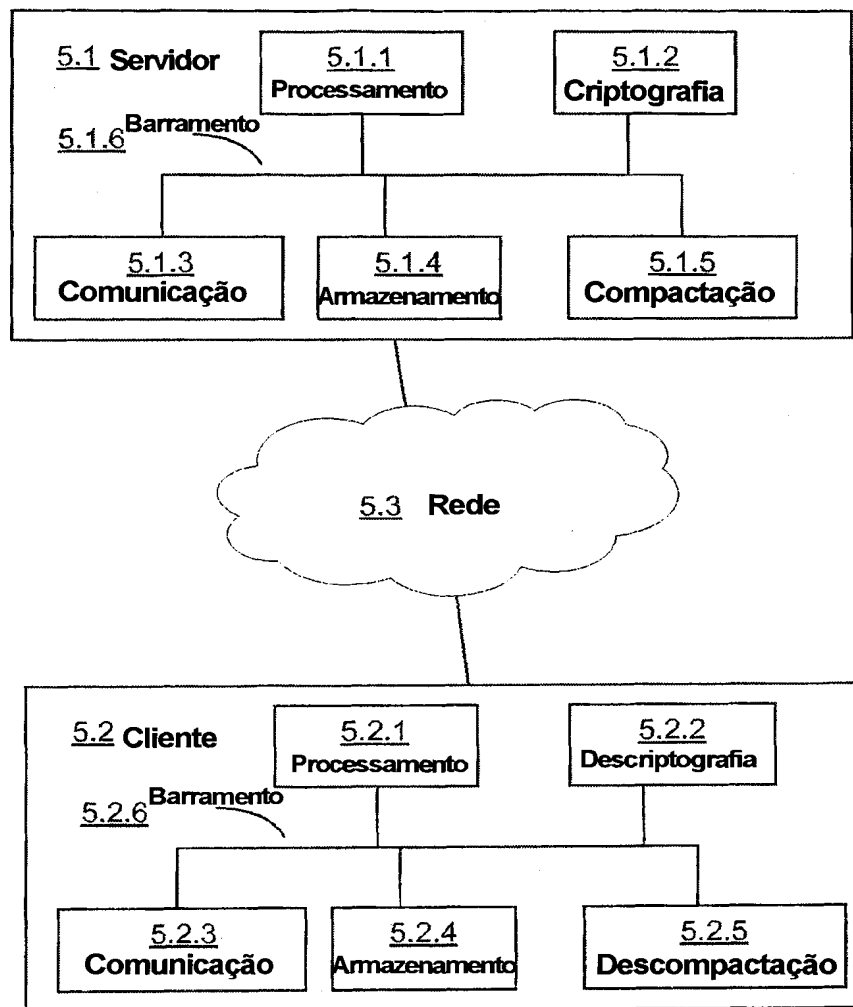 5.1 Servidor
5.1.1
Processamento
5.1.2
Criptografia
5.1.6 Barramento
5.1.3
Comunicação
5.1.4
Armazenamento
5.1.5
Compactação
5.3 Rede
5.2 Cliente
5.2.1
Processamento
5.2.2
Descriptografia
5.2.6 Barramento
5.2.3
Comunicação
5.2.4
Armazenamento
5.2.5
Descompactação